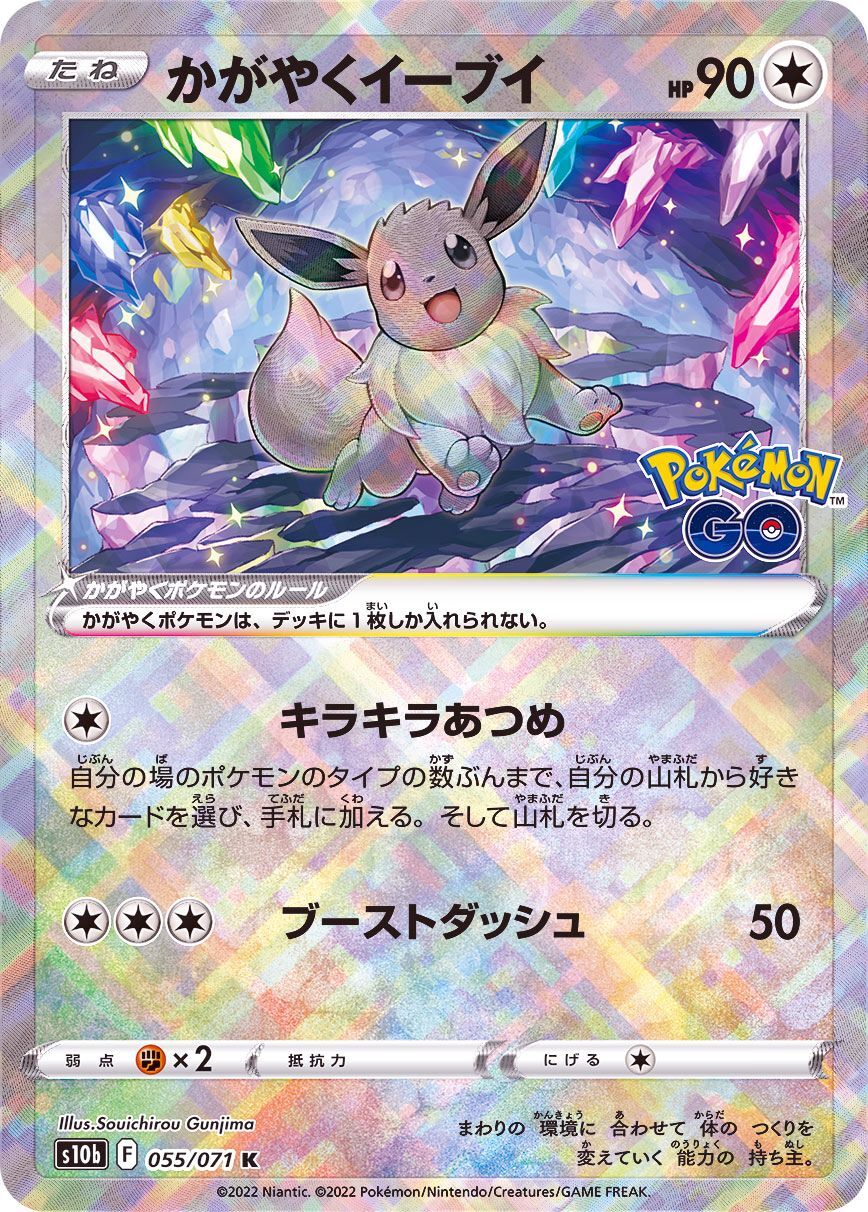 たね かがやくイーブイ HP90
Pokémon™
GO
かがやくポケモンのルール
かがやくポケモンは、デッキに1枚しか入れられない。
キラキラあつめ
自分の場のポケモンのタイプの数ぶんまで、自分の山札から好き
なカードを選び、手札に加える。そして山札を切る。
ブーストダッシュ 50
弱点 ×2 抵抗力 にげる
Illus.Souichirou Gunjima
まわりの 環境に 合わせて 体の つくりを
変えていく 能力の 持ち主。
s10b F 055/071 K
©2022 Niantic. ©2022 Pokémon/Nintendo/Creatures/GAME FREAK.